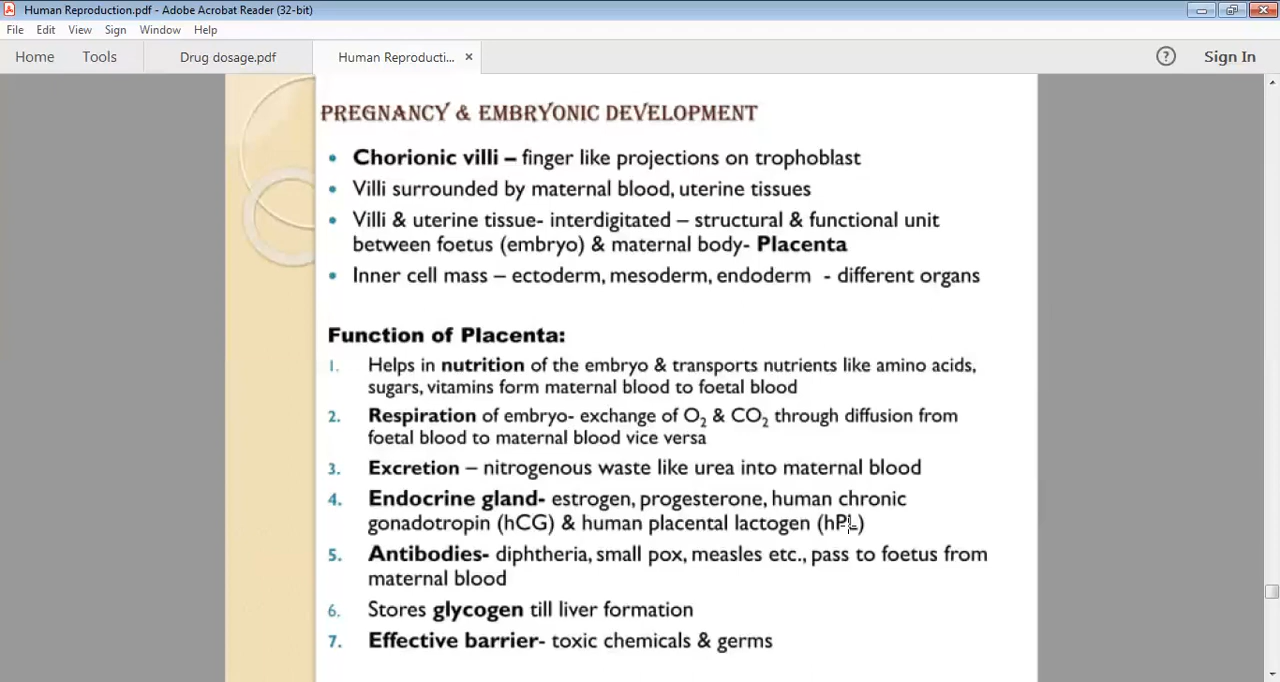 Human Reproduction.pdf - Adobe Acrobat Reader (32-bit)
File Edit View Sign Window Help
Home Tools Drug dosage.pdf Human Reproducti... × ? Sign In
PREGNANCY & EMBRYONIC DEVELOPMENT
• Chorionic villi – finger like projections on trophoblast
• Villi surrounded by maternal blood, uterine tissues
• Villi & uterine tissue- interdigitated – structural & functional unit
between foetus (embryo) & maternal body- Placenta
• Inner cell mass – ectoderm, mesoderm, endoderm - different organs
Function of Placenta:
1. Helps in nutrition of the embryo & transports nutrients like amino acids,
sugars, vitamins form maternal blood to foetal blood
2. Respiration of embryo- exchange of O₂ & CO₂ through diffusion from
foetal blood to maternal blood vice versa
3. Excretion – nitrogenous waste like urea into maternal blood
4. Endocrine gland- estrogen, progesterone, human chronic
gonadotropin (hCG) & human placental lactogen (hPL)
5. Antibodies- diphtheria, small pox, measles etc., pass to foetus from
maternal blood
6. Stores glycogen till liver formation
7. Effective barrier- toxic chemicals & germs